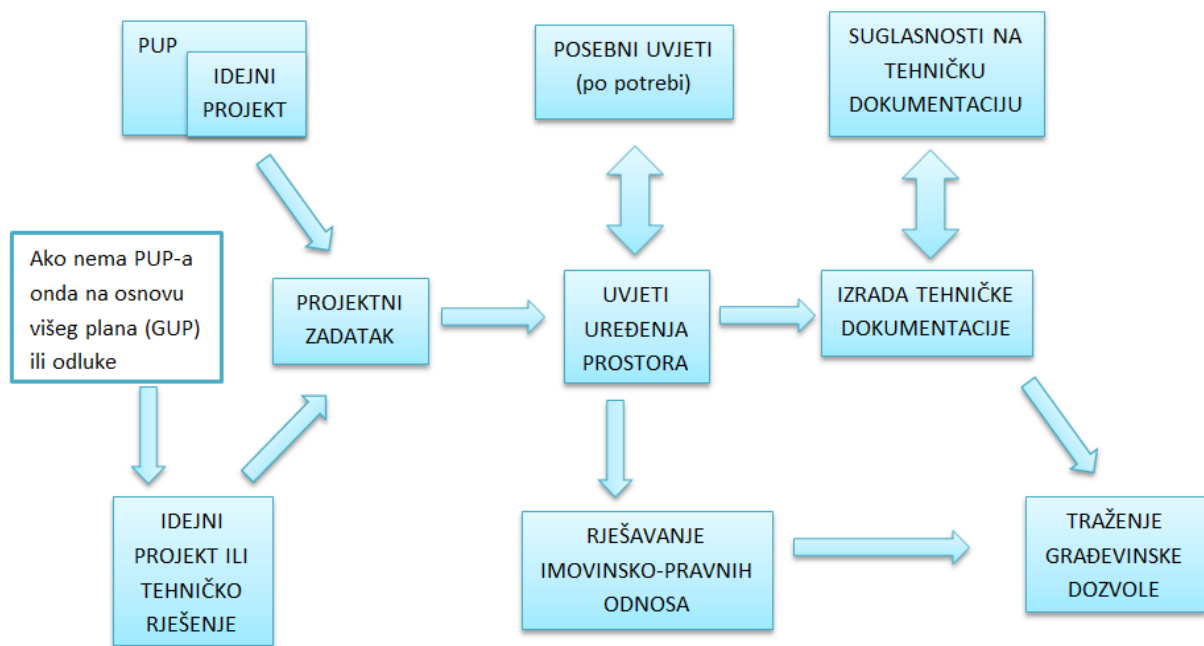 PUP
IDEJNI
PROJEKT
POSEBNI UVJETI
(po potrebi)
SUGLASNOSTI NA
TEHNIČKU
DOKUMENTACIJU
Ako nema PUP-a
onda na osnovu
višeg plana (GUP)
ili odluke
PROJEKTNI
ZADATAK
UVJETI
UREĐENJA
PROSTORA
IZRADA TEHNIČKE
DOKUMENTACIJE
IDEJNI
PROJEKT ILI
TEHNIČKO
RJEŠENJE
RJEŠAVANJE
IMOVINSKO-PRAVNIH
ODNOSA
TRAŽENJE
GRAĐEVINSKE
DOZVOLE